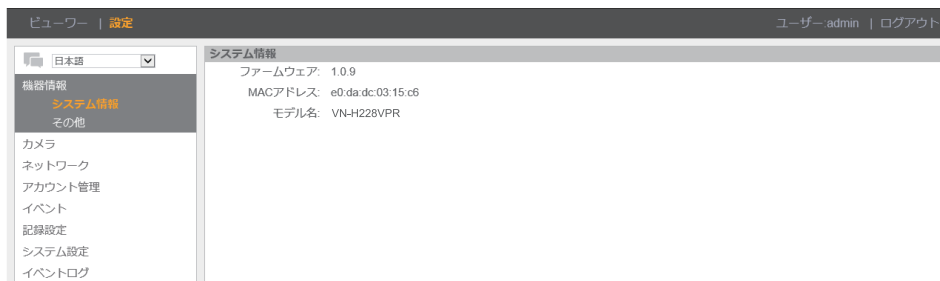 ビューワー | 設定
ユーザー:admin | ログアウト
日本語
機器情報
システム情報
その他
カメラ
ネットワーク
アカウント管理
イベント
記録設定
システム設定
イベントログ
システム情報
ファームウェア: 1.0.9
MACアドレス: e0:da:dc:03:15:c6
モデル名: VN-H228VPR